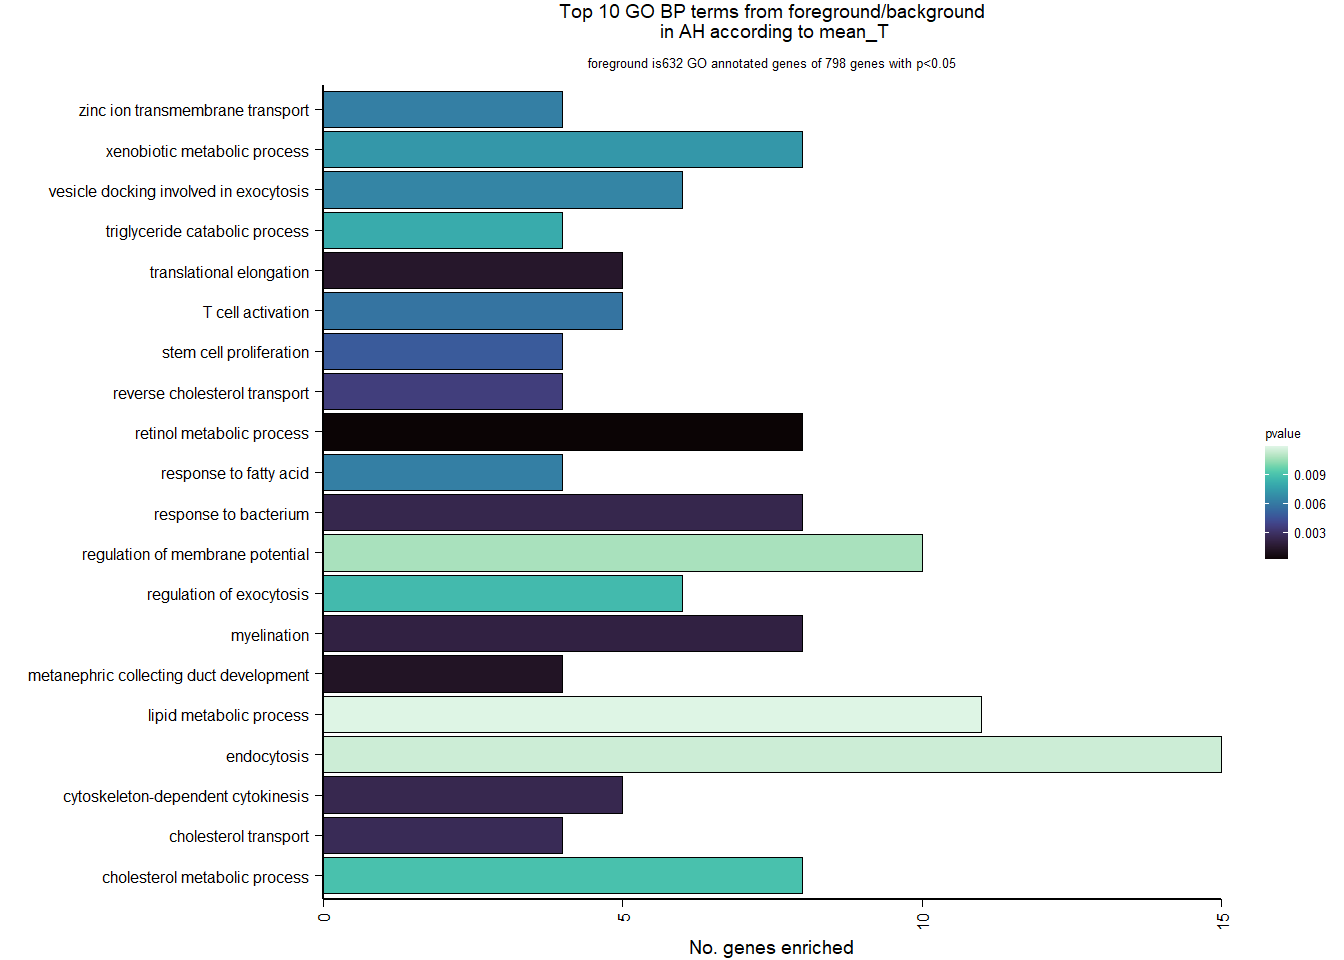 Top 10 GO BP terms from foreground/background
in AH according to mean_T
foreground is632 GO annotated genes of 798 genes with p<0.05
zinc ion transmembrane transport
xenobiotic metabolic process
vesicle docking involved in exocytosis
triglyceride catabolic process
translational elongation
T cell activation
stem cell proliferation
reverse cholesterol transport
retinol metabolic process
response to fatty acid
response to bacterium
regulation of membrane potential
regulation of exocytosis
myelination
metanephric collecting duct development
lipid metabolic process
endocytosis
cytoskeleton-dependent cytokinesis
cholesterol transport
cholesterol metabolic process
0
5
10
15
No. genes enriched
pvalue
0.009
0.006
0.003